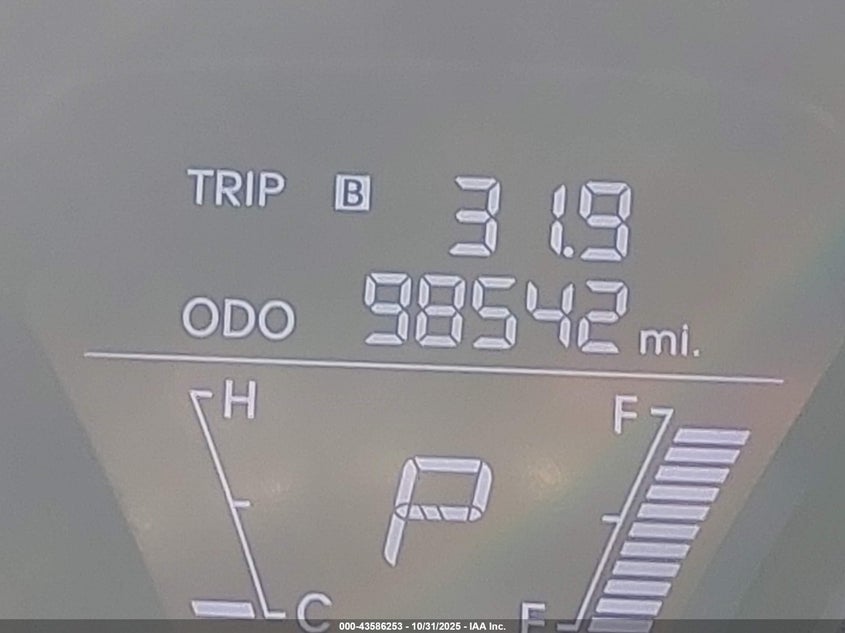 TRIP B 31.9
ODO 98542 mi.
H F
P
C E
000-43586253 - 10/31/2025 - IAA Inc.